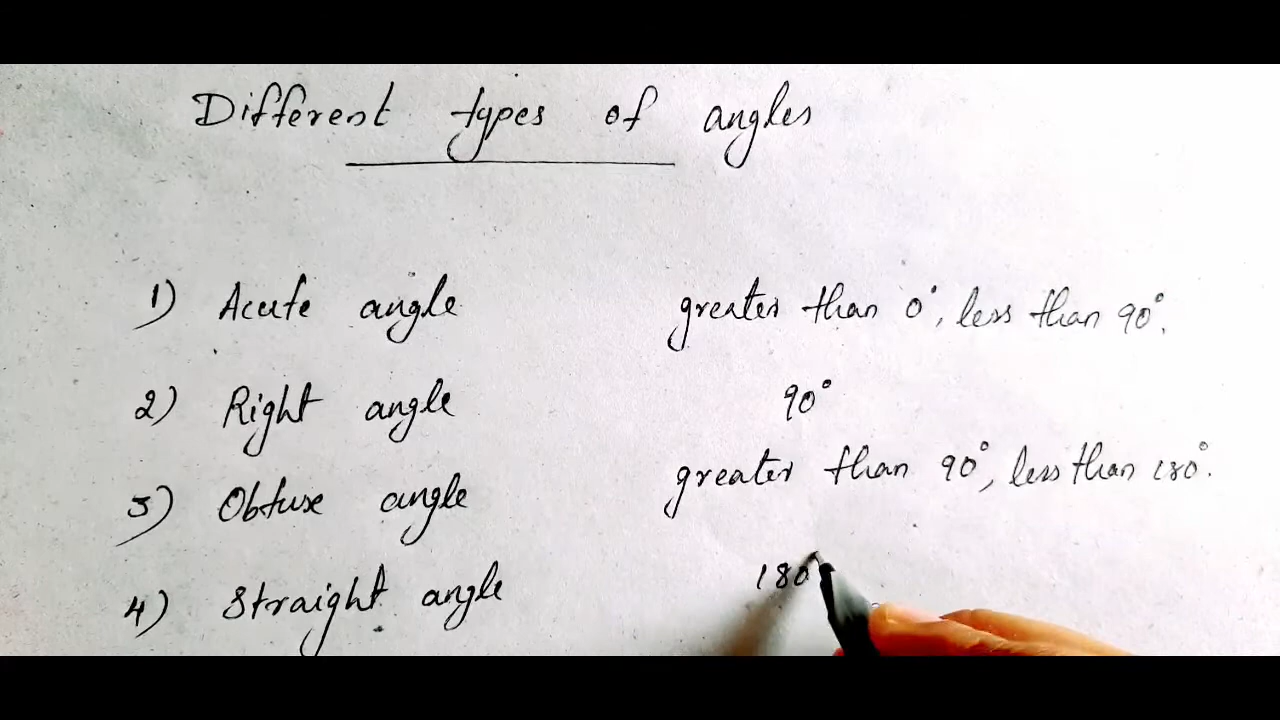 Different types of angles
1) Acute angle greater than 0°, less than 90°.
2) Right angle 90°
3) Obtuse angle greater than 90°, less than 180°.
4) Straight angle 180